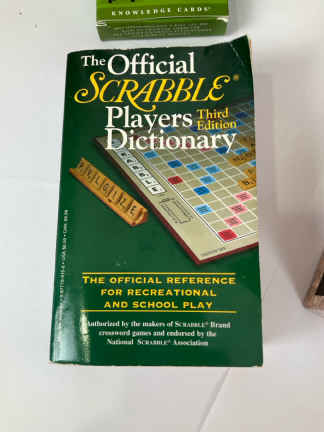 KNOWLEDGE CARDS®
The Official
SCRABBLE®
Players Third
Edition
Dictionary
THE OFFICIAL REFERENCE
FOR RECREATIONAL
AND SCHOOL PLAY
Authorized by the makers of SCRABBLE® Brand
crossword games and endorsed by the
National SCRABBLE® Association